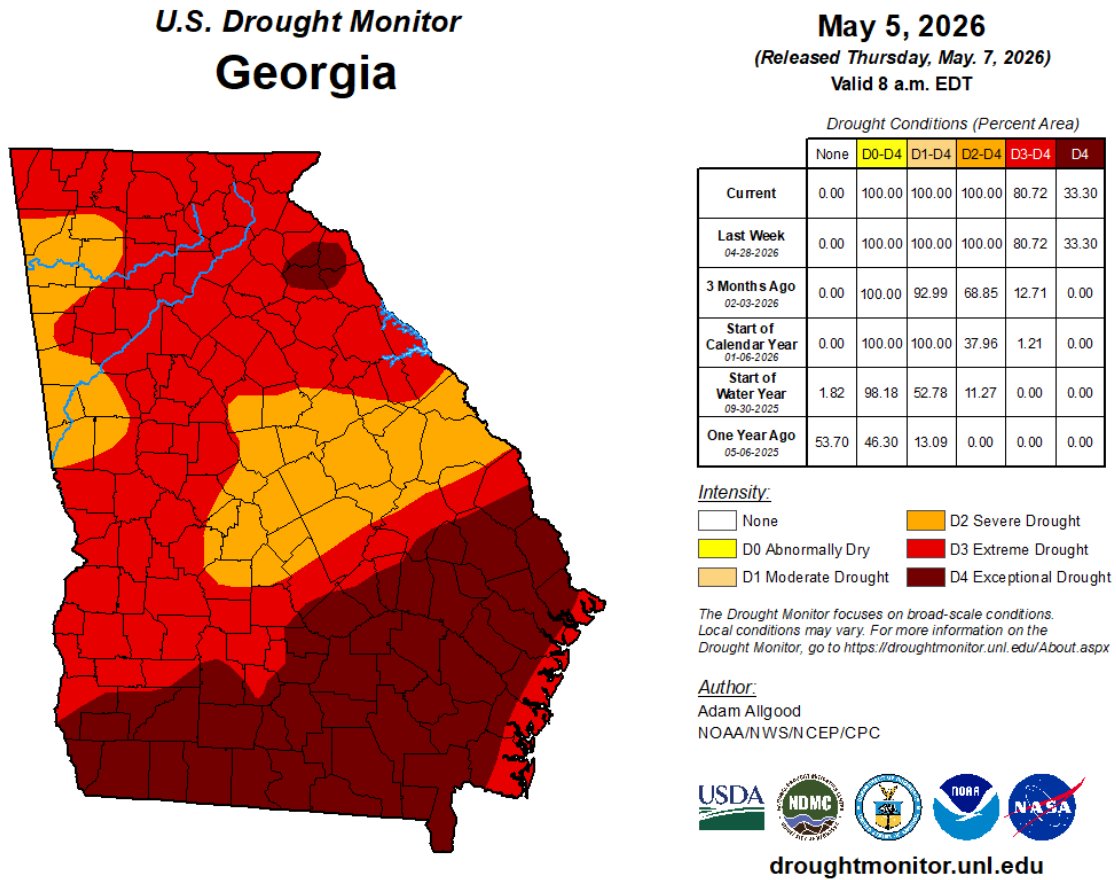 U.S. Drought Monitor
Georgia
May 5, 2026
(Released Thursday, May. 7, 2026)
Valid 8 a.m. EDT
Drought Conditions (Percent Area)
None D0-D4 D1-D4 D2-D4 D3-D4 D4
Current 0.00 100.00 100.00 100.00 80.72 33.30
Last Week
04-28-2026 0.00 100.00 100.00 100.00 80.72 33.30
3 Months Ago
02-03-2026 0.00 100.00 92.99 68.85 12.71 0.00
Start of
Calendar Year
01-06-2026 0.00 100.00 100.00 37.96 1.21 0.00
Start of
Water Year
09-30-2025 1.82 98.18 52.78 11.27 0.00 0.00
One Year Ago
05-06-2025 53.70 46.30 13.09 0.00 0.00 0.00
Intensity:
None
D0 Abnormally Dry
D1 Moderate Drought
D2 Severe Drought
D3 Extreme Drought
D4 Exceptional Drought
The Drought Monitor focuses on broad-scale conditions.
Local conditions may vary. For more information on the
Drought Monitor, go to https://droughtmonitor.unl.edu/About.aspx
Author:
Adam Allgood
NOAA/NWS/NCEP/CPC
USDA
NDMC
NOAA
NASA
droughtmonitor.unl.edu